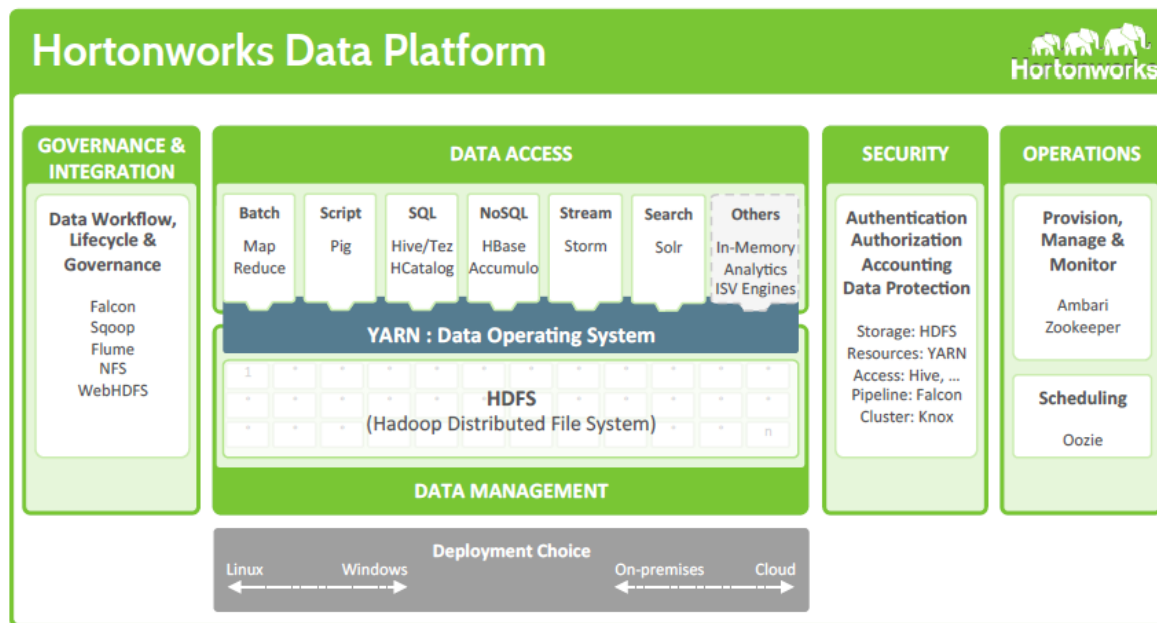 Hortonworks Data Platform
Hortonworks
GOVERNANCE &
INTEGRATION
Data Workflow,
Lifecycle &
Governance
Falcon
Sqoop
Flume
NFS
WebHDFS
DATA ACCESS
Batch
Map
Reduce
Script
Pig
SQL
Hive/Tez
HCatalog
NoSQL
HBase
Accumulo
Stream
Storm
Search
Solr
Others
In-Memory
Analytics
ISV Engines
YARN : Data Operating System
1
HDFS
(Hadoop Distributed File System)
n
DATA MANAGEMENT
SECURITY
Authentication
Authorization
Accounting
Data Protection
Storage: HDFS
Resources: YARN
Access: Hive, …
Pipeline: Falcon
Cluster: Knox
OPERATIONS
Provision,
Manage &
Monitor
Ambari
Zookeeper
Scheduling
Oozie
Deployment Choice
Linux Windows On-premises Cloud